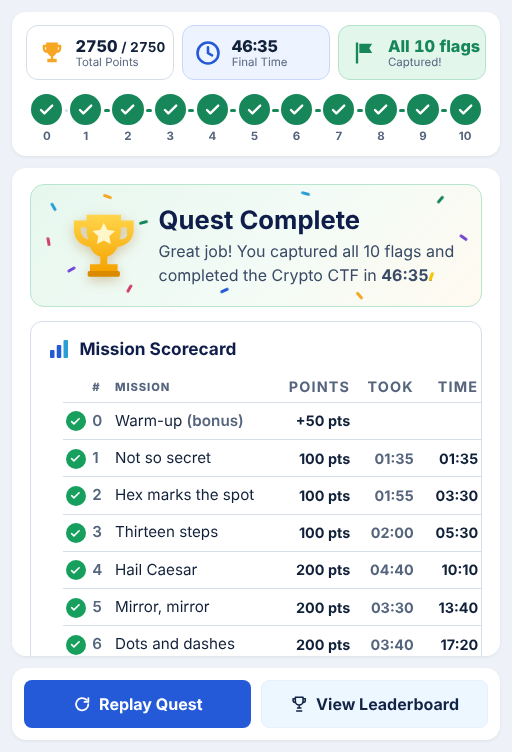 2750 / 2750
Total Points
46:35
Final Time
All 10 flags
Captured!
0 1 2 3 4 5 6 7 8 9 10
Quest Complete
Great job! You captured all 10 flags and
completed the Crypto CTF in 46:35
Mission Scorecard
# MISSION POINTS TOOK TIME
0 Warm-up (bonus) +50 pts
1 Not so secret 100 pts 01:35 01:35
2 Hex marks the spot 100 pts 01:55 03:30
3 Thirteen steps 100 pts 02:00 05:30
4 Hail Caesar 200 pts 04:40 10:10
5 Mirror, mirror 200 pts 03:30 13:40
6 Dots and dashes 200 pts 03:40 17:20
Replay Quest
View Leaderboard